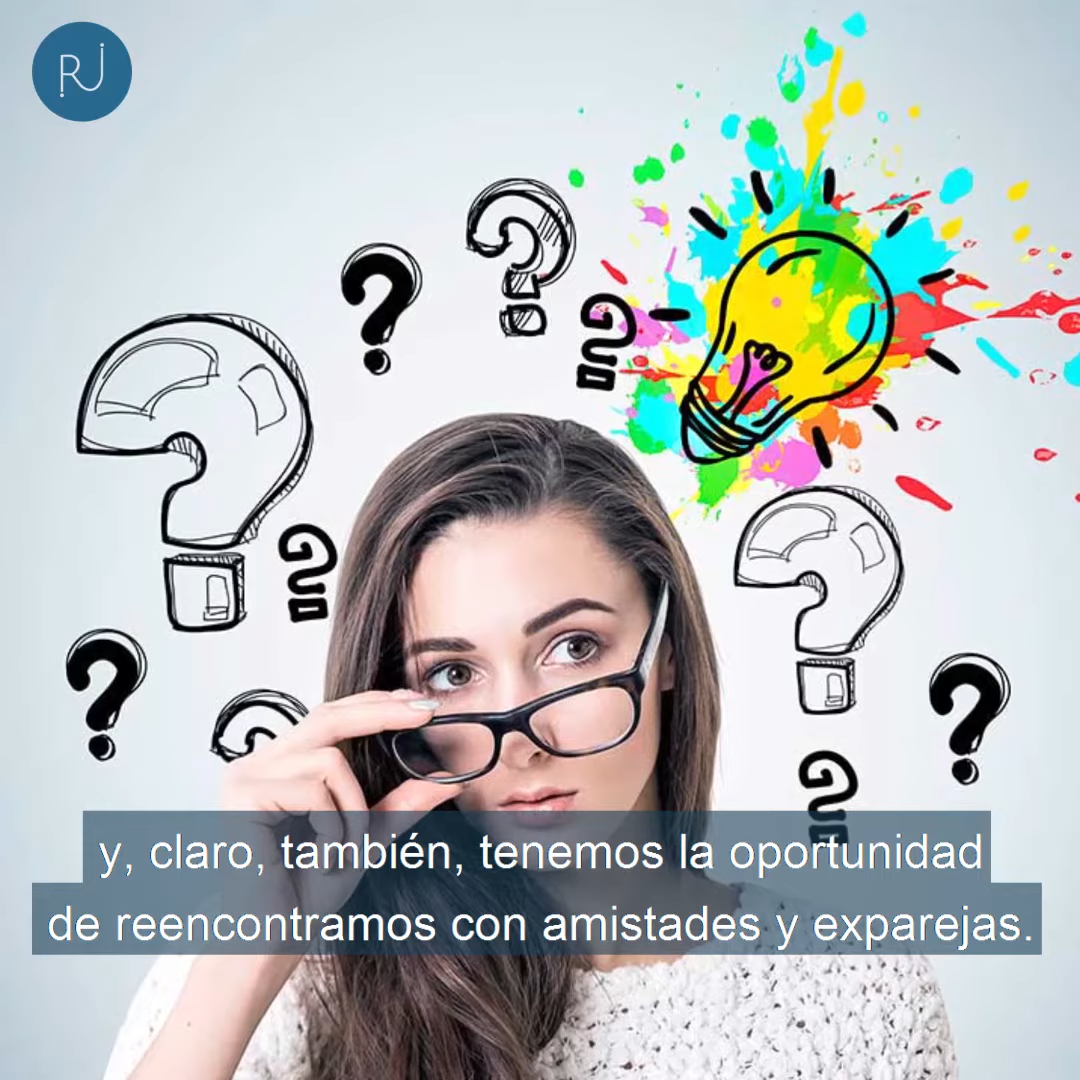 RJ
y, claro, también, tenemos la oportunidad
de reencontramos con amistades y exparejas.